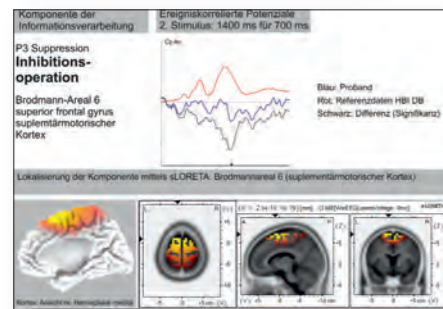 Komponente der
Informationsverarbeitung
Ereigniskorrelierte Potenziale
2. Stimulus: 1400 ms für 700 ms
P3 Suppression
Inhibitions-
operation
Brodmann-Areal 6
superior frontal gyrus
suplemtärmotorischer
Kortex
Blau: Proband
Rot: Referenzdaten HBI DB
Schwarz: Differenz (Signifikanz)
Lokalisierung der Komponente mittels sLORETA: Brodmannareal 6 (suplementärmotorischer Kortex)